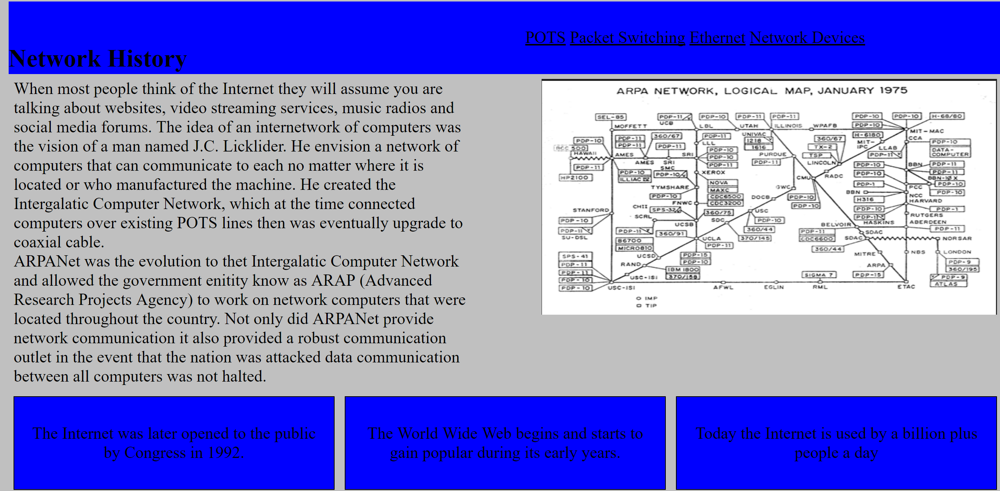 POTS Packet Switching Ethernet Network Devices
Network History
When most people think of the Internet they will assume you are
talking about websites, video streaming services, music radios and
social media forums. The idea of an internetwork of computers was
the vision of a man named J.C. Licklider. He envision a network of
computers that can communicate to each no matter where it is
located or who manufactured the machine. He created the
Intergalatic Computer Network, which at the time connected
computers over existing POTS lines then was eventually upgrade to
coaxial cable.
ARPANet was the evolution to thet Intergalatic Computer Network
and allowed the government enitity know as ARAP (Advanced
Research Projects Agency) to work on network computers that were
located throughout the country. Not only did ARPANet provide
network communication it also provided a robust communication
outlet in the event that the nation was attacked data communication
between all computers was not halted.
ARPA NETWORK, LOGICAL MAP, JANUARY 1975
SEL-85 PDP-11 PDP-10 PDP-11 PDP-11 PDP-10 PDP-10 H-68/80
MOFFETT UCB LBL UTAH ILLINOIS WPAFB PDP-10
MIT-MAC
PDP-10 PDP-11 360/67 PDP-11 UNIVAC 360/67 H-6180 CCA
PDP-11 PDP-11 LLL 1218 TX-2 MIT-IPC LLAB PDP-10
BCC 500 PDP-10 1616 DATA-COMPUTER
HAWAII AMES SRI PDP-10 PURDUE TSP PDP-11
AMES SRI PDP-11 PDP-11 LINCOLN PDP-10 BBN PDP-11
PDP-11 SMC PDP-10 PDP-11
HP2100 PDP-10 PDP-10 XEROX CMU RADC
ILLIAC IV NOVA PDP-1 PDP-10
TYMSHARE MAXC GWC PCC
PDP-10 CDC6500 DOCB PDP-10 BBN PDP-10
FNWC CDC3200 PDP-10 H316 NCC
HARVARD
STANFORD CHII SPS-32 360/75 USC PDP-10 PDP-1
PDP-10 SCRL SDC PDP-10 PDP-11 RUTGERS
UCSB BELVOIR HASKINS ABERDEEN
PDP-11 PDP-11 360/91 360/44 PDP-11 PDP-11
SU-DSL UCLA 370/145 CDC6600 SDAC
B6700 PDP-11 SDAC NORSAR
MICRO810 360/44
SPS-41 UCSD PDP-15 MITRE NBS LONDON
PDP-11 RAND PDP-10 ARPA PDP-9
PDP-11 IBM 1800 360/195
PDP-10 USC-ISI 370/158 SIGMA 7 PDP-15 PDP-9
PDP-10 USC-ISI AFWL EGLIN RML ETAC ATLAS
IMP
TIP
The Internet was later opened to the public
by Congress in 1992.
The World Wide Web begins and starts to
gain popular during its early years.
Today the Internet is used by a billion plus
people a day